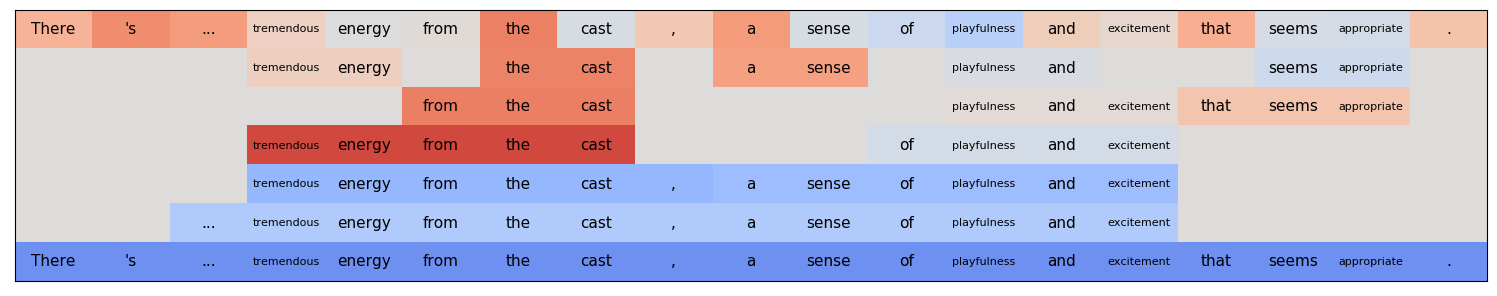 There 's ... tremendous energy from the cast , a sense of playfulness and excitement that seems appropriate .
tremendous energy the cast a sense playfulness and seems appropriate
from the cast playfulness and excitement that seems appropriate
tremendous energy from the cast of playfulness and excitement
tremendous energy from the cast , a sense of playfulness and excitement
... tremendous energy from the cast , a sense of playfulness and excitement
There 's ... tremendous energy from the cast , a sense of playfulness and excitement that seems appropriate .